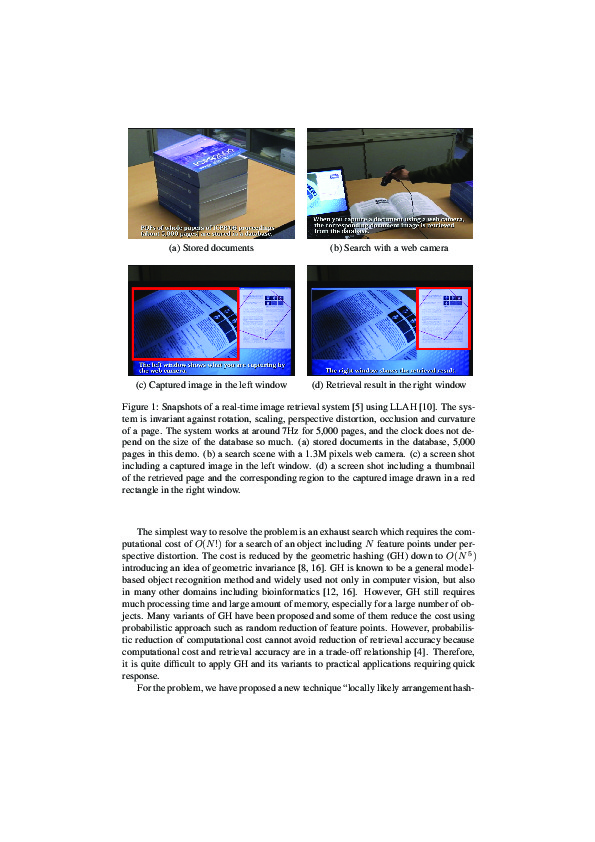 PDFs of whole papers of ICPR06 proceedings
(about 5,000 pages) are stored in database.
When you capture a document using a web camera,
the corresponding document image is retrieved
from the database.
(a) Stored documents
(b) Search with a web camera
The left window shows what you are capturing by
the web camera.
The right window shows the retrieval result.
(c) Captured image in the left window
(d) Retrieval result in the right window
Figure 1: Snapshots of a real-time image retrieval system [5] using LLAH [10]. The sys-
tem is invariant against rotation, scaling, perspective distortion, occlusion and curvature
of a page. The system works at around 7Hz for 5,000 pages, and the clock does not de-
pend on the size of the database so much. (a) stored documents in the database, 5,000
pages in this demo. (b) a search scene with a 1.3M pixels web camera. (c) a screen shot
including a captured image in the left window. (d) a screen shot including a thumbnail
of the retrieved page and the corresponding region to the captured image drawn in a red
rectangle in the right window.
The simplest way to resolve the problem is an exhaust search which requires the com-
putational cost of O(N!) for a search of an object including N feature points under per-
spective distortion. The cost is reduced by the geometric hashing (GH) down to O(N⁵)
introducing an idea of geometric invariance [8, 16]. GH is known to be a general model-
based object recognition method and widely used not only in computer vision, but also
in many other domains including bioinformatics [12, 16]. However, GH still requires
much processing time and large amount of memory, especially for a large number of ob-
jects. Many variants of GH have been proposed and some of them reduce the cost using
probabilistic approach such as random reduction of feature points. However, probabilis-
tic reduction of computational cost cannot avoid reduction of retrieval accuracy because
computational cost and retrieval accuracy are in a trade-off relationship [4]. Therefore,
it is quite difficult to apply GH and its variants to practical applications requiring quick
response.
For the problem, we have proposed a new technique “locally likely arrangement hash-